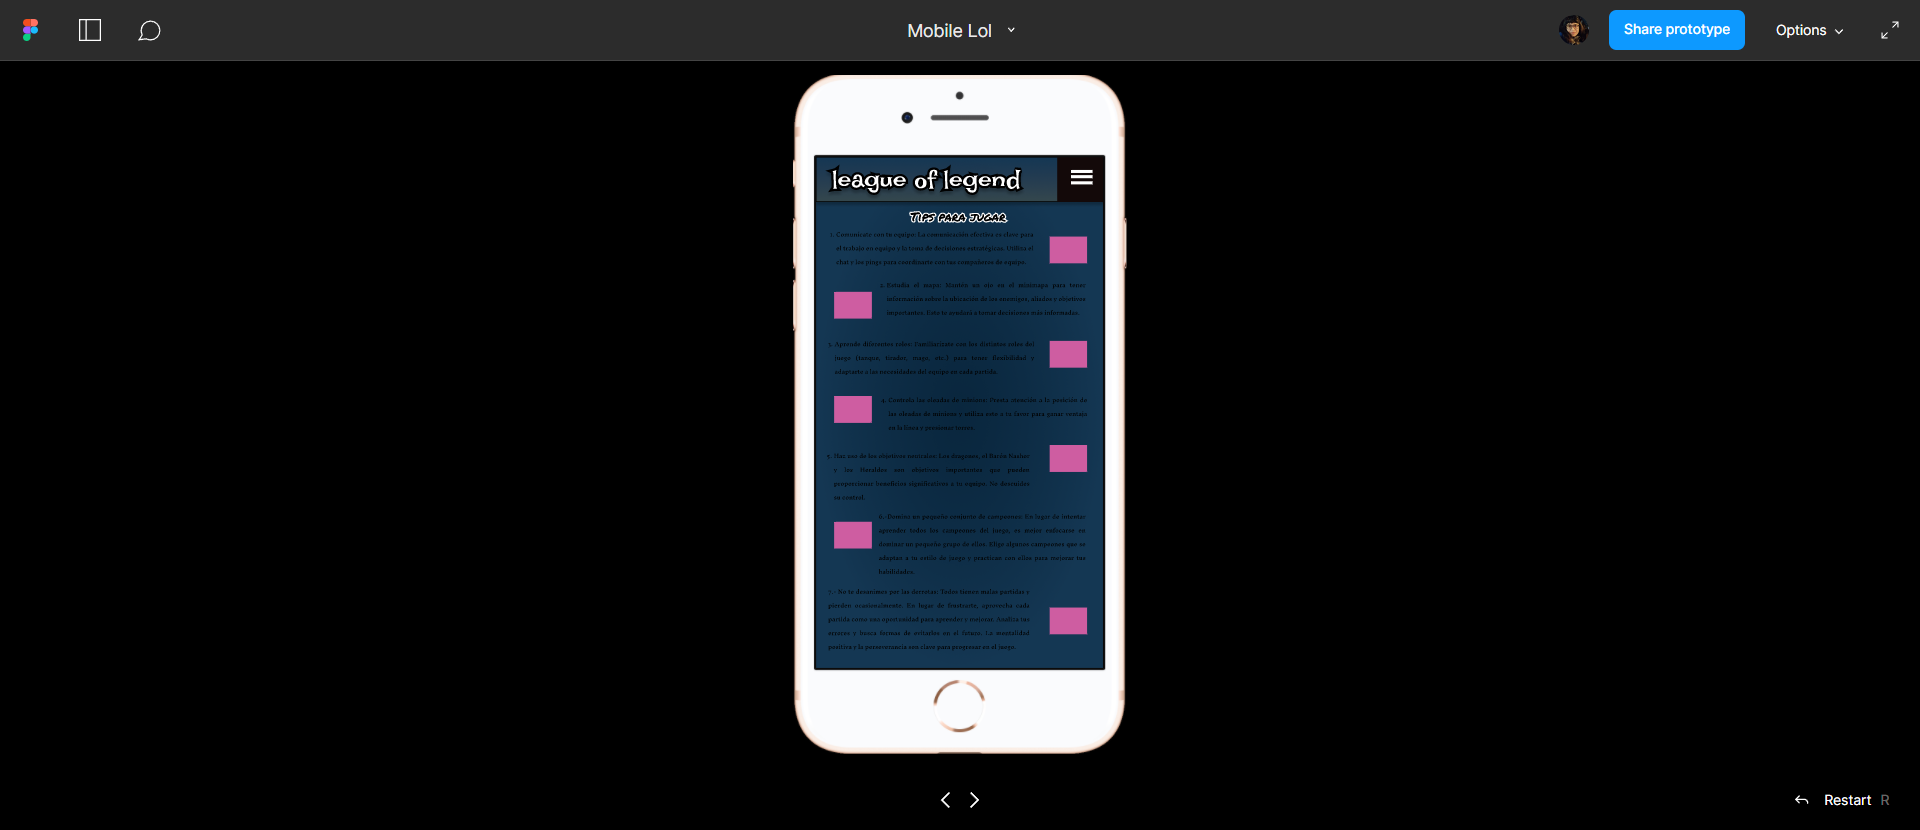 Mobile Lol
Share prototype
Options
league of legend
Tips para jugar
1. Comunícate con tu equipo: La comunicación efectiva es clave para
el trabajo en equipo y la toma de decisiones estratégicas. Utiliza el
chat y los pings para coordinarte con tus compañeros de equipo.
2. Estudia el mapa: Mantén un ojo en el minimapa para tener
información sobre la ubicación de los enemigos, aliados y objetivos
importantes. Esto te ayudará a tomar decisiones más informadas.
3. Aprende diferentes roles: Familiarízate con los distintos roles del
juego (tanque, tirador, mago, etc.) para tener flexibilidad y
adaptarte a las necesidades del equipo en cada partida.
4. Controla las oleadas de minions: Presta atención a la posición de
las oleadas de minions y utiliza esto a tu favor para ganar ventaja
en la línea y presionar torres.
5. Haz uso de los objetivos neutrales: Los dragones, el Barón Nashor
y los Heraldos son objetivos importantes que pueden
proporcionar beneficios significativos a tu equipo. No descuides
su control.
6.-Domina un pequeño conjunto de campeones: En lugar de intentar
aprender todos los campeones del juego, es mejor enfocarse en
dominar un pequeño grupo de ellos. Elige algunos campeones que se
adapten a tu estilo de juego y practica con ellos para mejorar tus
habilidades.
7.- No te desanimes por las derrotas: Todos tienen malas partidas y
pierden ocasionalmente. En lugar de frustrarte, aprovecha cada
partida como una oportunidad para aprender y mejorar. Analiza tus
errores y busca formas de evitarlos en el futuro. La mentalidad
positiva y la perseverancia son clave para progresar en el juego.
Restart R